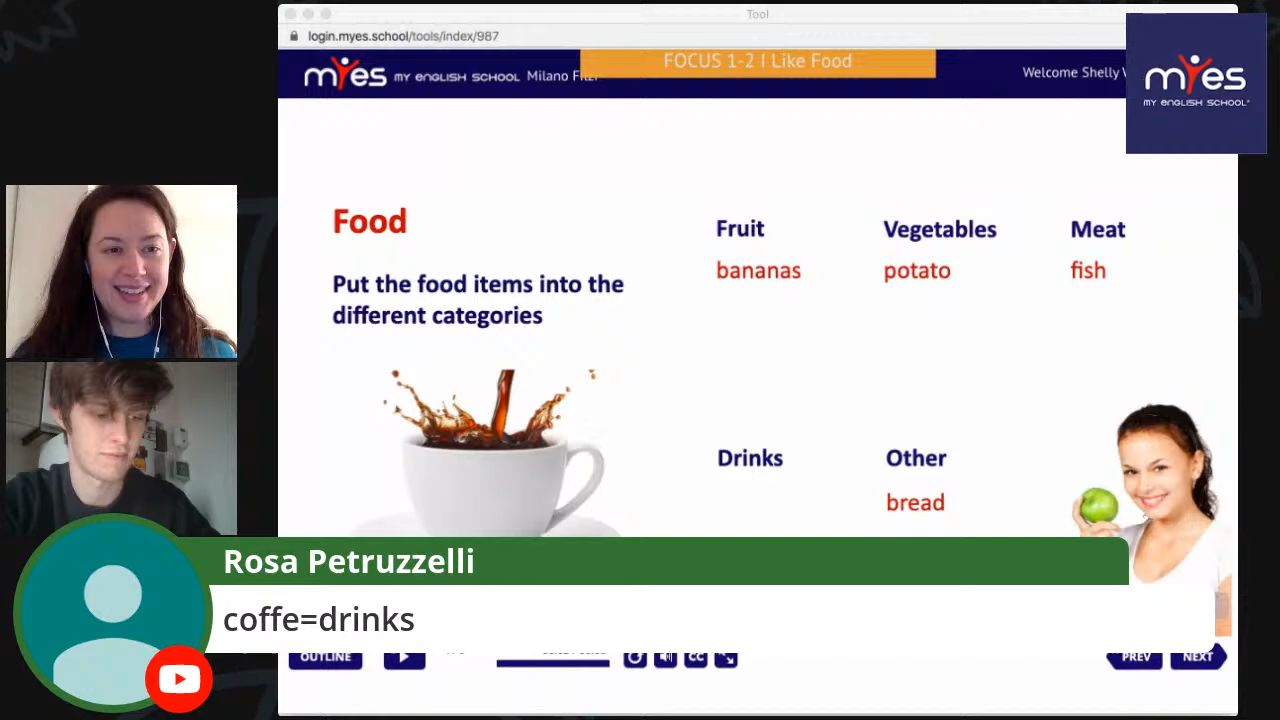 Tool
login.myes.school/tools/index/987
FOCUS 1-2 I Like Food
myes MY ENGLISH SCHOOL Milano
Welcome Shelly
myes
MY ENGLISH SCHOOL
Food
Fruit
Vegetables
Meat
bananas
potato
fish
Put the food items into the
different categories
Drinks
Other
bread
Rosa Petruzzelli
coffe=drinks
OUTLINE
CC
PREV
NEXT